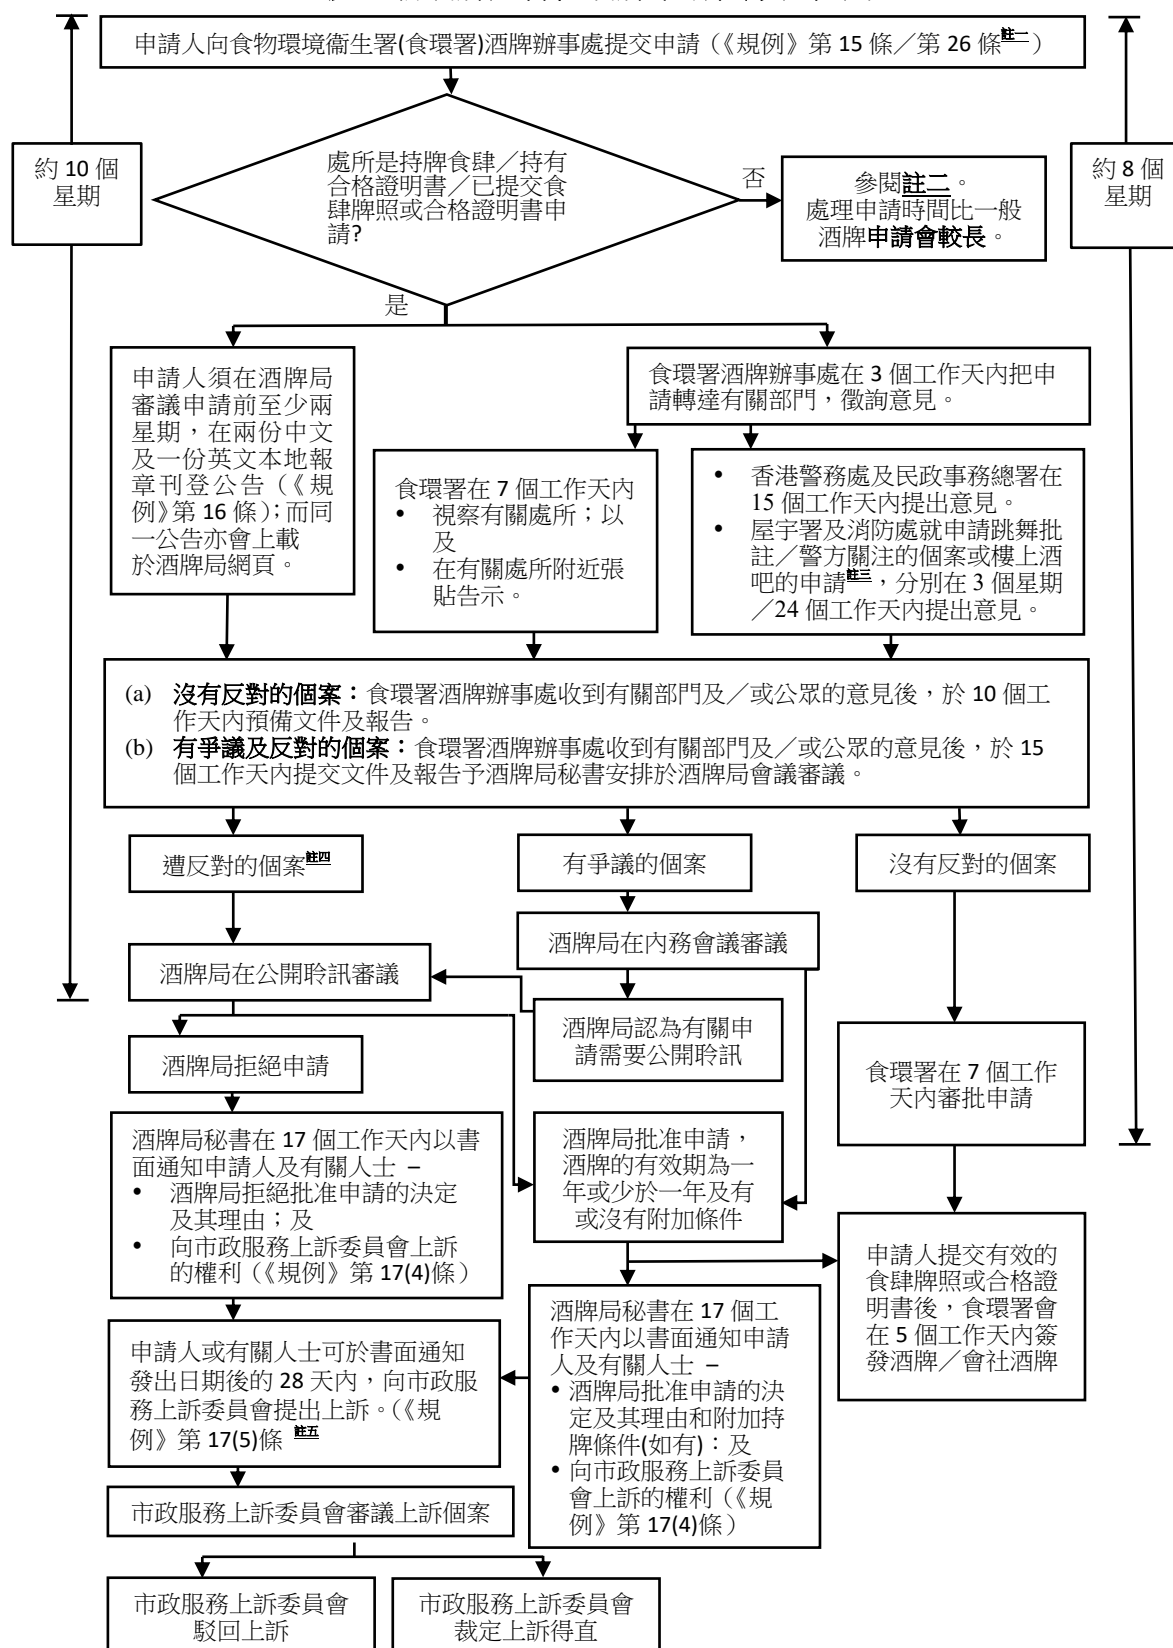 申請人向食物環境衞生署(食環署)酒牌辦事處提交申請（《規例》第 15 條／第 26 條註一）
約 10 個
星期
處所是持牌食肆／持有
合格證明書／已提交食
肆牌照或合格證明書申
請?
否
參閱註二。
處理申請時間比一般
酒牌申請會較長。
約 8 個
星期
是
申請人須在酒牌局
審議申請前至少兩
星期，在兩份中文
及一份英文本地報
章刊登公告（《規
例》第 16 條）；而同
一公告亦會上載
於酒牌局網頁。
食環署酒牌辦事處在 3 個工作天內把申
請轉達有關部門，徵詢意見。
食環署在 7 個工作天內
• 視察有關處所；以
及
• 在有關處所附近張
貼告示。
• 香港警務處及民政事務總署在
15 個工作天內提出意見。
• 屋宇署及消防處就申請跳舞批
註／警方關注的個案或樓上酒
吧的申請註三，分別在 3 個星期
／24 個工作天內提出意見。
(a) 沒有反對的個案：食環署酒牌辦事處收到有關部門及／或公眾的意見後，於 10 個工
作天內預備文件及報告。
(b) 有爭議及反對的個案：食環署酒牌辦事處收到有關部門及／或公眾的意見後，於 15
個工作天內提交文件及報告予酒牌局秘書安排於酒牌局會議審議。
遭反對的個案註四
有爭議的個案
沒有反對的個案
酒牌局在內務會議審議
酒牌局在公開聆訊審議
酒牌局認為有關申
請需要公開聆訊
酒牌局拒絕申請
食環署在 7 個工作
天內審批申請
酒牌局秘書在 17 個工作天內以書
面通知申請人及有關人士 –
• 酒牌局拒絕批准申請的決定
及其理由；及
• 向市政服務上訴委員會上訴
的權利（《規例》第 17(4)條）
酒牌局批准申請，
酒牌的有效期為一
年或少於一年及有
或沒有附加條件
申請人提交有效的
食肆牌照或合格證
明書後，食環署會
在 5 個工作天內簽
發酒牌／會社酒牌
酒牌局秘書在 17 個工
作天內以書面通知申請
人及有關人士 –
• 酒牌局批准申請的決
定及其理由和附加持
牌條件(如有)：及
• 向市政服務上訴委員
會上訴的權利（《規
例》第 17(4)條）
申請人或有關人士可於書面通知
發出日期後的 28 天內，向市政服
務上訴委員會提出上訴。（《規
例》第 17(5)條 註五
市政服務上訴委員會審議上訴個案
市政服務上訴委員會
駁回上訴
市政服務上訴委員會
裁定上訴得直